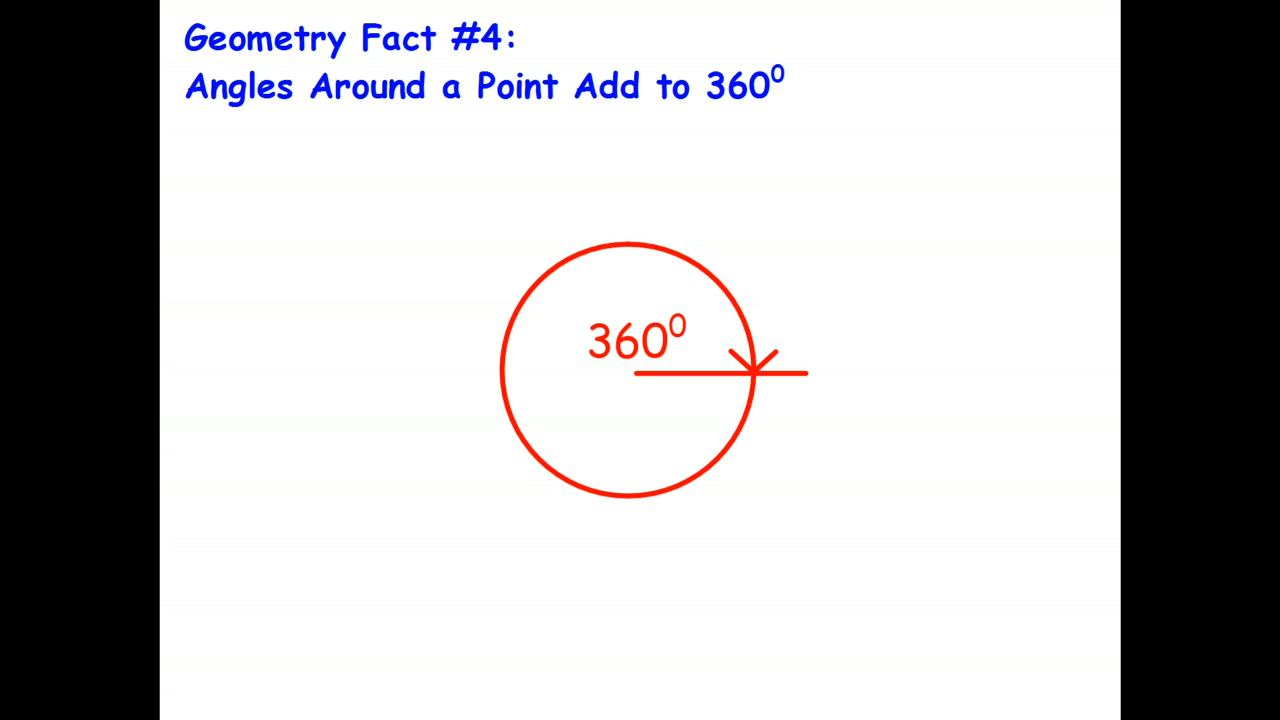 Geometry Fact #4:
Angles Around a Point Add to 360⁰
360⁰